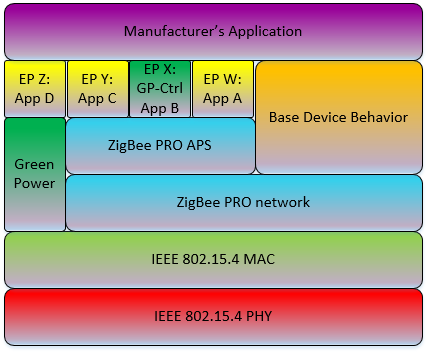 Manufacturer's Application
EP Z:
App D
EP Y:
App C
EP X:
GP-Ctrl
App B
EP W:
App A
Base Device Behavior
ZigBee PRO APS
Green
Power
ZigBee PRO network
IEEE 802.15.4 MAC
IEEE 802.15.4 PHY